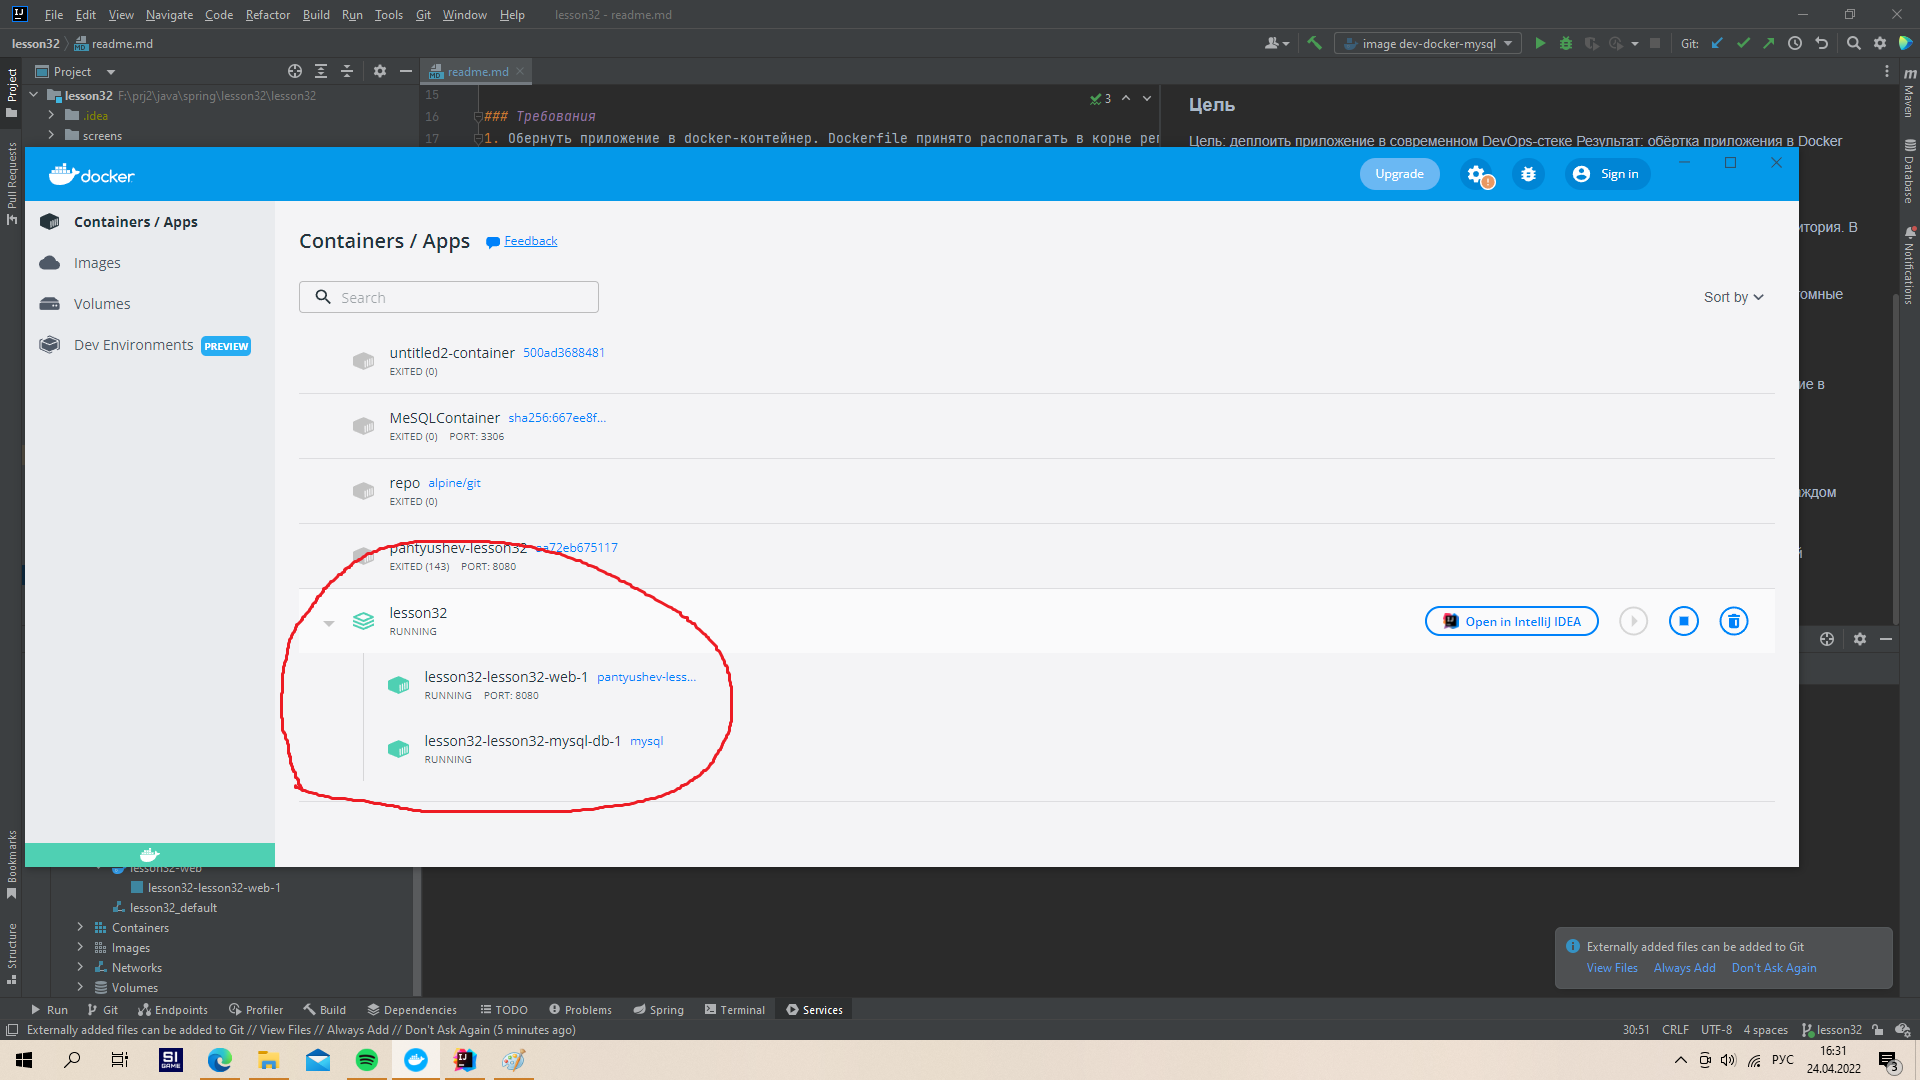 File Edit View Navigate Code Refactor Build Run Tools Git Window Help lesson32 - readme.md
lesson32 readme.md image dev-docker-mysql Git:
Project readme.md
Project
Pull Requests
Bookmarks
Structure
m
Maven
Database
Notifications
lesson32 F:\prj2\java\spring\lesson32\lesson32
.idea
screens
15
16 ### Требования
17 1. Обернуть приложение в docker-контейнер. Dockerfile принято располагать в корне реп
3
Цель
Цель: деплоить приложение в современном DevOps-стеке Результат: обёртка приложения в Docker
docker
Upgrade
Sign in
Containers / Apps
Images
Volumes
Dev Environments PREVIEW
Containers / Apps Feedback
Search
Sort by
untitled2-container 500ad3688481
EXITED (0)
MeSQLContainer sha256:667ee8f...
EXITED (0) PORT: 3306
repo alpine/git
EXITED (0)
pantyushev-lesson32 aa72eb675117
EXITED (143) PORT: 8080
lesson32
RUNNING
Open in IntelliJ IDEA
lesson32-lesson32-web-1 pantyushev-less...
RUNNING PORT: 8080
lesson32-lesson32-mysql-db-1 mysql
RUNNING
итория. В
омные
ие в
аждом
й
lesson32-web
lesson32-lesson32-web-1
lesson32_default
Containers
Images
Networks
Volumes
Externally added files can be added to Git
View Files Always Add Don't Ask Again
Run Git Endpoints Profiler Build Dependencies TODO Problems Spring Terminal Services
Externally added files can be added to Git // View Files // Always Add // Don't Ask Again (5 minutes ago)
30:51 CRLF UTF-8 4 spaces lesson32
SI
GAME
IJ
РУС
16:31
24.04.2022
3